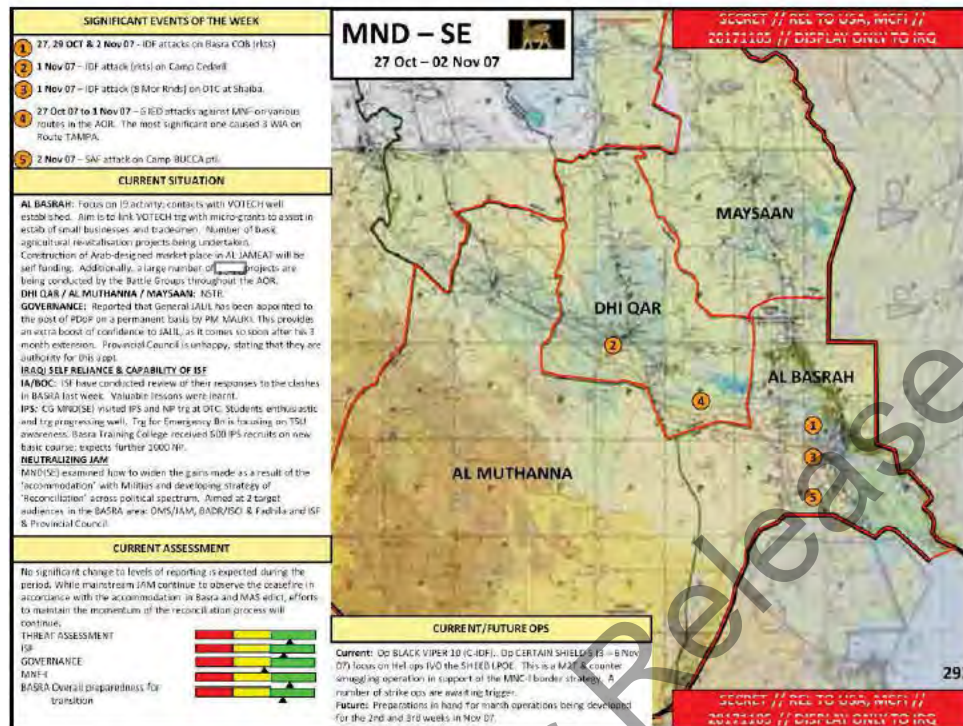 SIGNIFICANT EVENTS OF THE WEEK
1 27, 29 OCT & 2 Nov 07 - IDF attacks on Basra COB (rkts)
2 1 Nov 07 – IDF attack (rkts) on Camp Cedar II
3 1 Nov 07 – IDF attack (8 Mor Rnds) on DTC at Shaiba.
4 27 Oct 07 to 1 Nov 07 – 6 IED attacks against MNF on various
routes in the AOR. The most significant one caused 3 WIA on
Route TAMPA.
5 2 Nov 07 – SAF attack on Camp BUCCA ptl.
CURRENT SITUATION
AL BASRAH: Focus on J9 activity; contacts with VOTECH well
established. Aim is to link VOTECH trg with micro-grants to assist in
estab of small businesses and tradesmen. Number of basic
agricultural re-vitalisation projects being undertaken.
Construction of Arab-designed market place in AL JAMEAT will be
self funding. Additionally, a large number of projects are
being conducted by the Battle Groups throughout the AOR.
DHI QAR / AL MUTHANNA / MAYSAAN: NSTR.
GOVERNANCE: Reported that General JALIL has been appointed to
the post of PDoP on a permanent basis by PM MALIKI. This provides
an extra boost of confidence to JALIL, as it comes so soon after his 3
month extension. Provincial Council is unhappy, stating that they are
authority for this appt.
IRAQI SELF RELIANCE & CAPABILITY OF ISF
IA/BOC: ISF have conducted review of their responses to the clashes
in BASRA last week. Valuable lessons were learnt.
IPS: CG MND(SE) visited IPS and NP trg at DTC. Students enthusiastic
and trg progressing well. Trg for Emergency Bn is focusing on TSU
awareness. Basra Training College received 500 IPS recruits on new
basic course; expects further 1000 NP.
NEUTRALIZING JAM
MND(SE) examined how to widen the gains made as a result of the
'accommodation' with Militias and developing strategy of
'Reconciliation' across political spectrum. Aimed at 2 target
audiences in the BASRA area: OMS/JAM, BADR/ISCI & Fadhila and ISF
& Provincial Council.
CURRENT ASSESSMENT
No significant change to levels of reporting is expected during the
period. While mainstream JAM continue to observe the ceasefire in
accordance with the accommodation in Basra and MAS edict, efforts
to maintain the momentum of the reconciliation process will
continue.
THREAT ASSESSMENT
ISF
GOVERNANCE
MNF-I
BASRA Overall preparedness for
transition
MND – SE
27 Oct – 02 Nov 07
SECRET // REL TO USA, MCFI //
20171105 // DISPLAY ONLY TO IRQ
MAYSAAN
DHI QAR
2
AL BASRAH
4
1
3
5
AL MUTHANNA
Release
CURRENT/FUTURE OPS
Current: Op BLACK VIPER 10 (C-IDF). Op CERTAIN SHIELD 5 (3 – 6 Nov
07) focus on Hel ops IVO the SHEEB LPOE. This is a M2T & counter
smuggling operation in support of the MNC-I border strategy. A
number of strike ops are awaiting trigger.
Future: Preparations in hand for marsh operations being developed
for the 2nd and 3rd weeks in Nov 07.
29
SECRET // REL TO USA, MCFI //
20171105 // DISPLAY ONLY TO IRQ